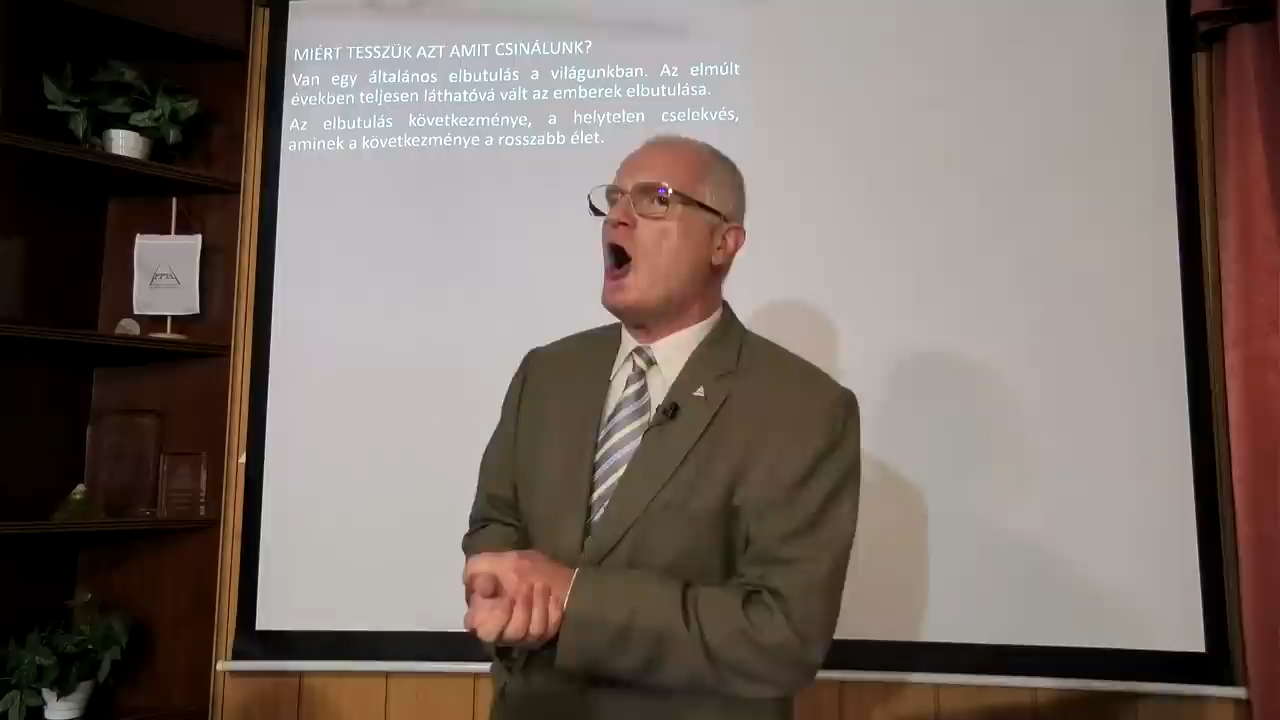 MIÉRT TESSZÜK AZT AMIT CSINÁLUNK?
Van egy általános elbutulás a világunkban. Az elmúlt
években teljesen láthatóvá vált az emberek elbutulása.
Az elbutulás következménye, a helytelen cselekvés,
aminek a következménye a rosszabb élet.